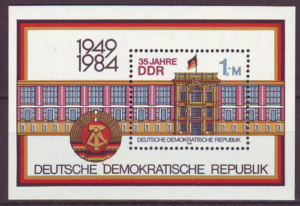 1949
1984
35 JAHRE
DDR
1,-M
DEUTSCHE DEMOKRATISCHE REPUBLIK
DEUTSCHE DEMOKRATISCHE REPUBLIK